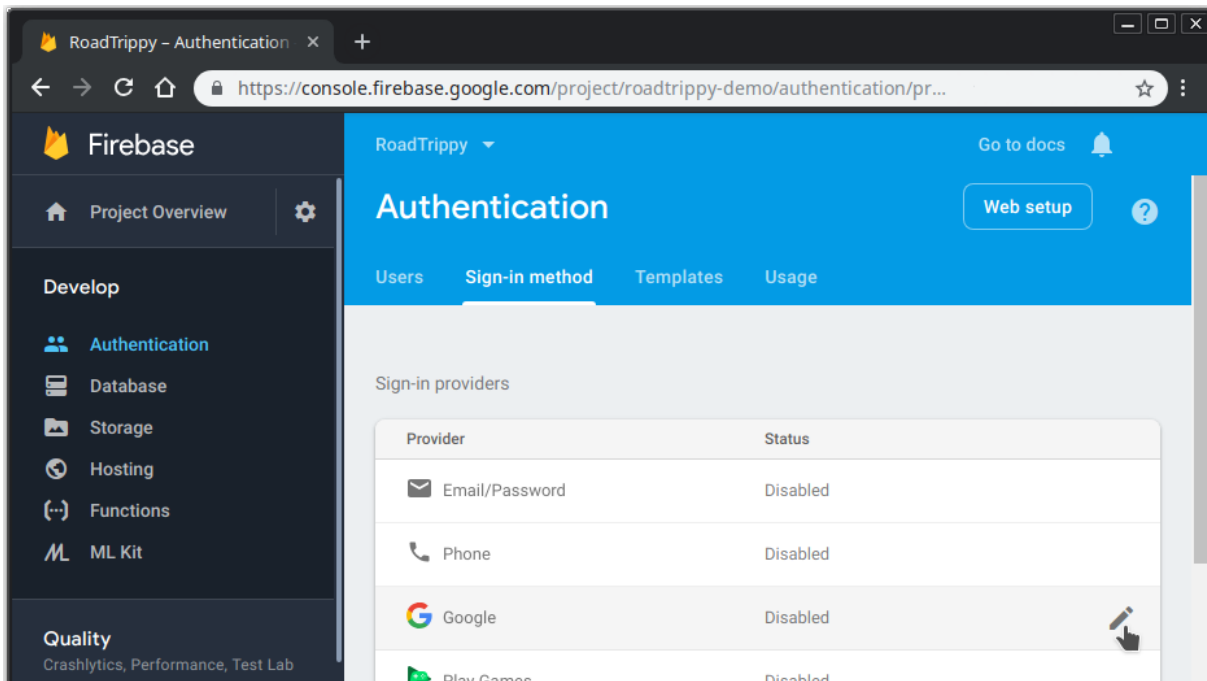 RoadTrippy – Authentication
https://console.firebase.google.com/project/roadtrippy-demo/authentication/pr...
Firebase
RoadTrippy
Go to docs
Project Overview
Authentication
Web setup
Users
Sign-in method
Templates
Usage
Develop
Authentication
Database
Storage
Hosting
Functions
ML Kit
Quality
Crashlytics, Performance, Test Lab
Sign-in providers
Provider Status
Email/Password Disabled
Phone Disabled
Google Disabled
Play Games Disabled